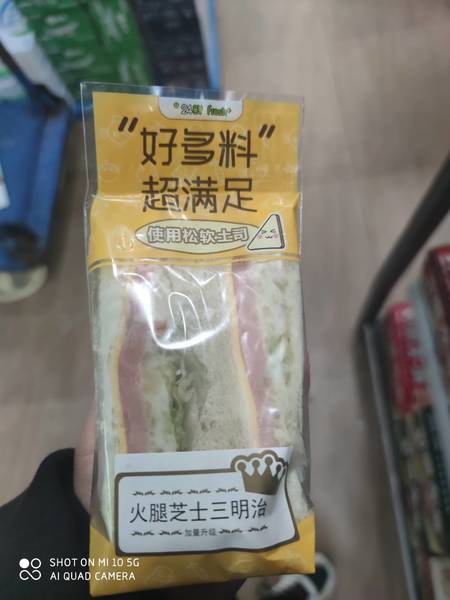 24刻 Fresh+
"好多料"
超满足
使用松软土司
火腿芝士三明治
加量升级
SHOT ON MI 10 5G
AI QUAD CAMERA